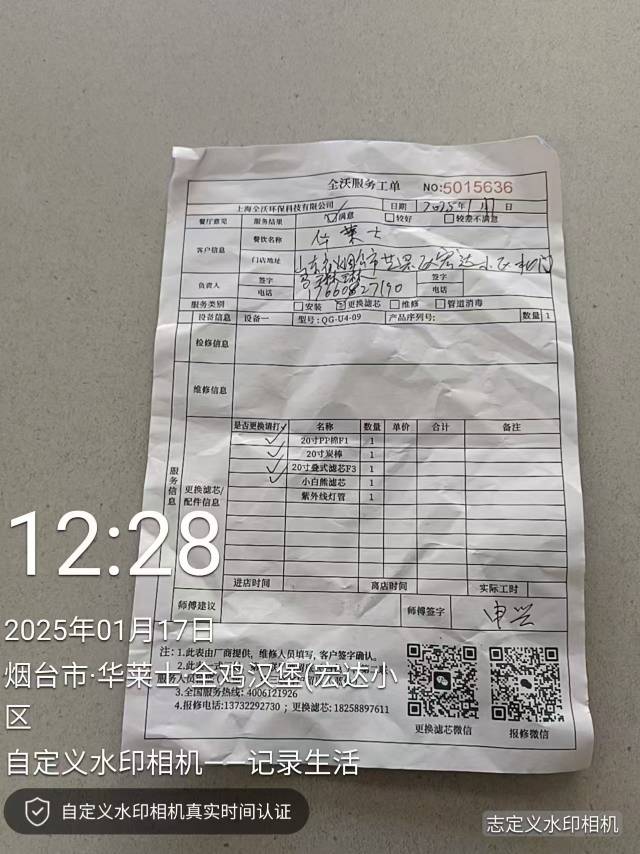 全沃服务工单 NO:5015636
上海全沃环保科技有限公司 日期 2025年1月17日
餐厅意见 服务结果 ☑满意 □较好 □较差不满意
客户信息 餐饮名称 华莱士
门店地址
负责人 签字 签字
电话 17660827190 电话
服务类别 □安装 ☑更换滤芯 □维修 □管道消毒
设备信息 设备一 型号:QG-U4-09 产品序列号: 数量 1
检修信息
维修信息
服务信息
更换滤芯/配件信息
是否更换请打✓ 名称 数量 单价 合计 备注
✓ 20寸PP棉F1 1
✓ 20寸炭棒 1
✓ 20寸叠式滤芯F3 1
✓ 小白熊滤芯 1
紫外线灯管 1
进店时间 离店时间 实际工时
师傅建议 师傅签字
注:1.此表由厂商提供,维修人员填写,客户签字确认。
3.全国服务热线:4006121926
4.报修电话:13732292730;更换滤芯:18258897611
更换滤芯微信 报修微信
12:28
2025年01月17日
烟台市·华莱士·全鸡汉堡(宏达小
区
自定义水印相机——记录生活
自定义水印相机真实时间认证
志定义水印相机